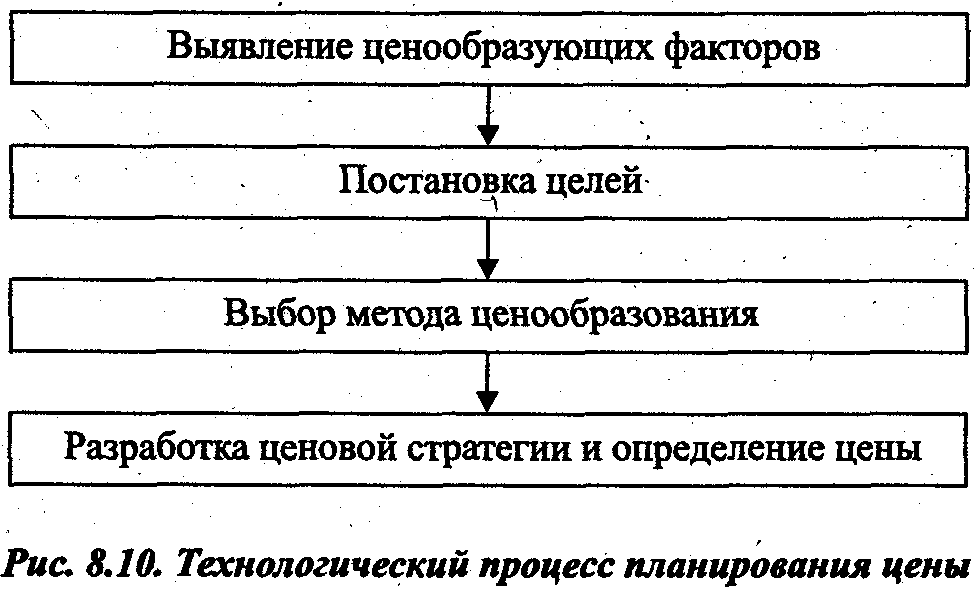 Выявление ценообразующих факторов
Постановка целей
Выбор метода ценообразования
Разработка ценовой стратегии и определение цены
Рис. 8.10. Технологический процесс планирования цены